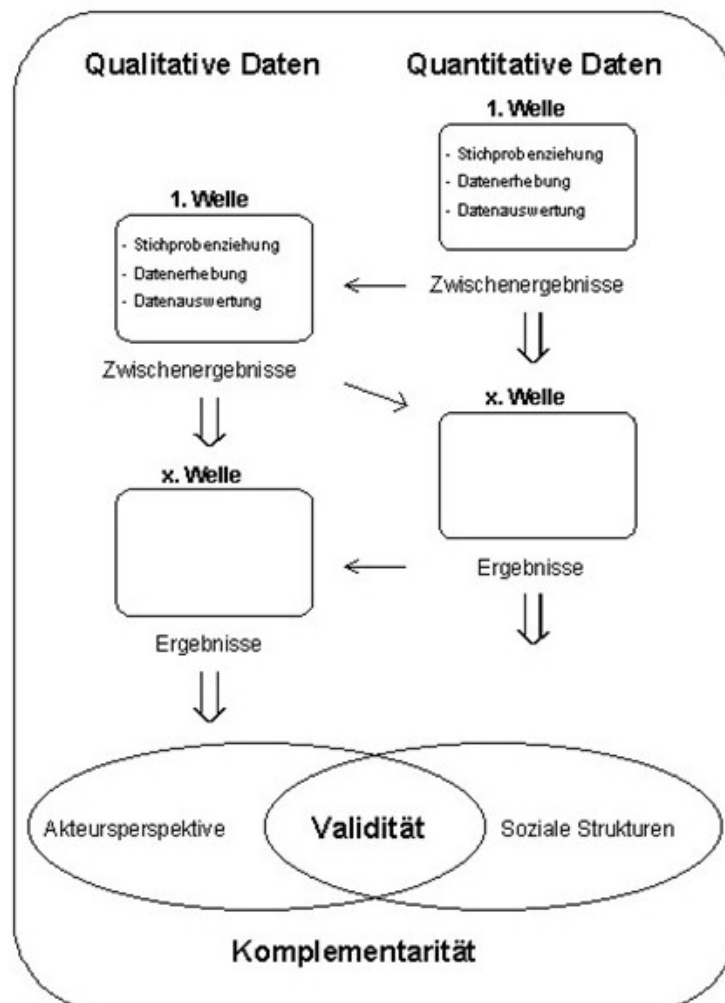 Qualitative Daten
Quantitative Daten
1. Welle
- Stichprobenziehung
- Datenerhebung
- Datenauswertung
1. Welle
- Stichprobenziehung
- Datenerhebung
- Datenauswertung
Zwischenergebnisse
Zwischenergebnisse
x. Welle
x. Welle
Ergebnisse
Ergebnisse
Akteursperspektive
Validität
Soziale Strukturen
Komplementarität